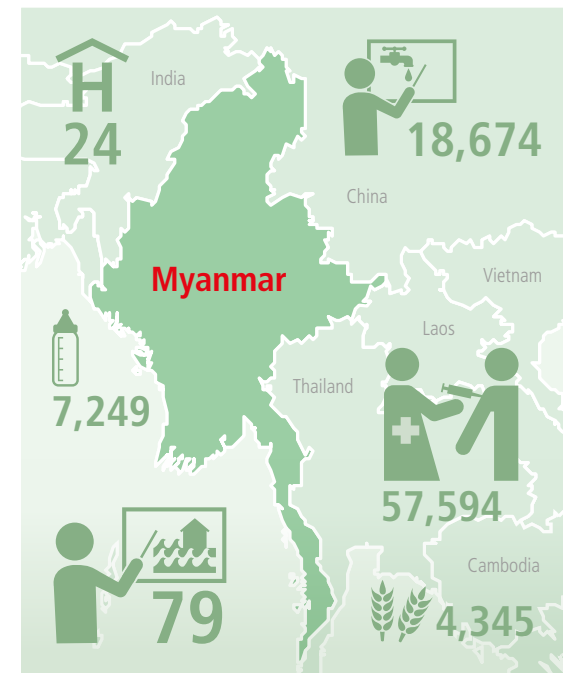 India
H
24
18,674
China
Myanmar
Vietnam
Laos
7,249
Thailand
57,594
79
Cambodia
4,345